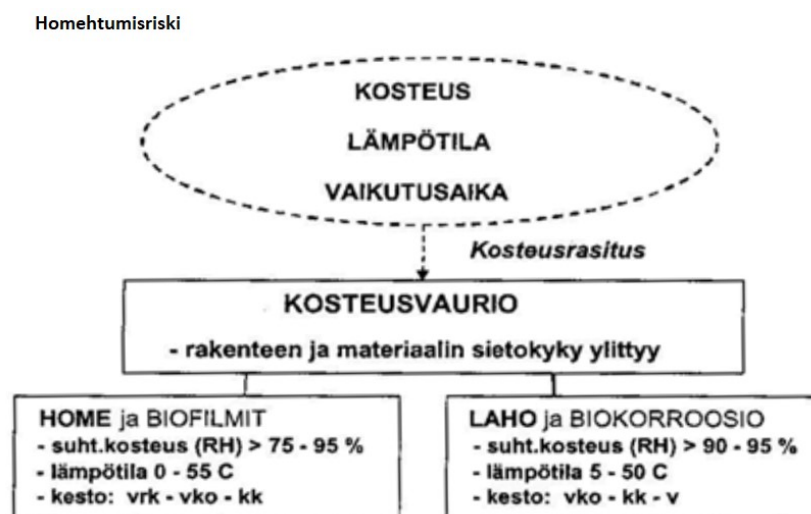 Homehtumisriski
KOSTEUS
LÄMPÖTILA
VAIKUTUSAIKA
Kosteusrasitus
KOSTEUSVAURIO
- rakenteen ja materiaalin sietokyky ylittyy
HOME ja BIOFILMIT
- suht.kosteus (RH) > 75 - 95 %
- lämpötila 0 - 55 C
- kesto: vrk - vko - kk
LAHO ja BIOKORROOSIO
- suht.kosteus (RH) > 90 - 95 %
- lämpötila 5 - 50 C
- kesto: vko - kk - v